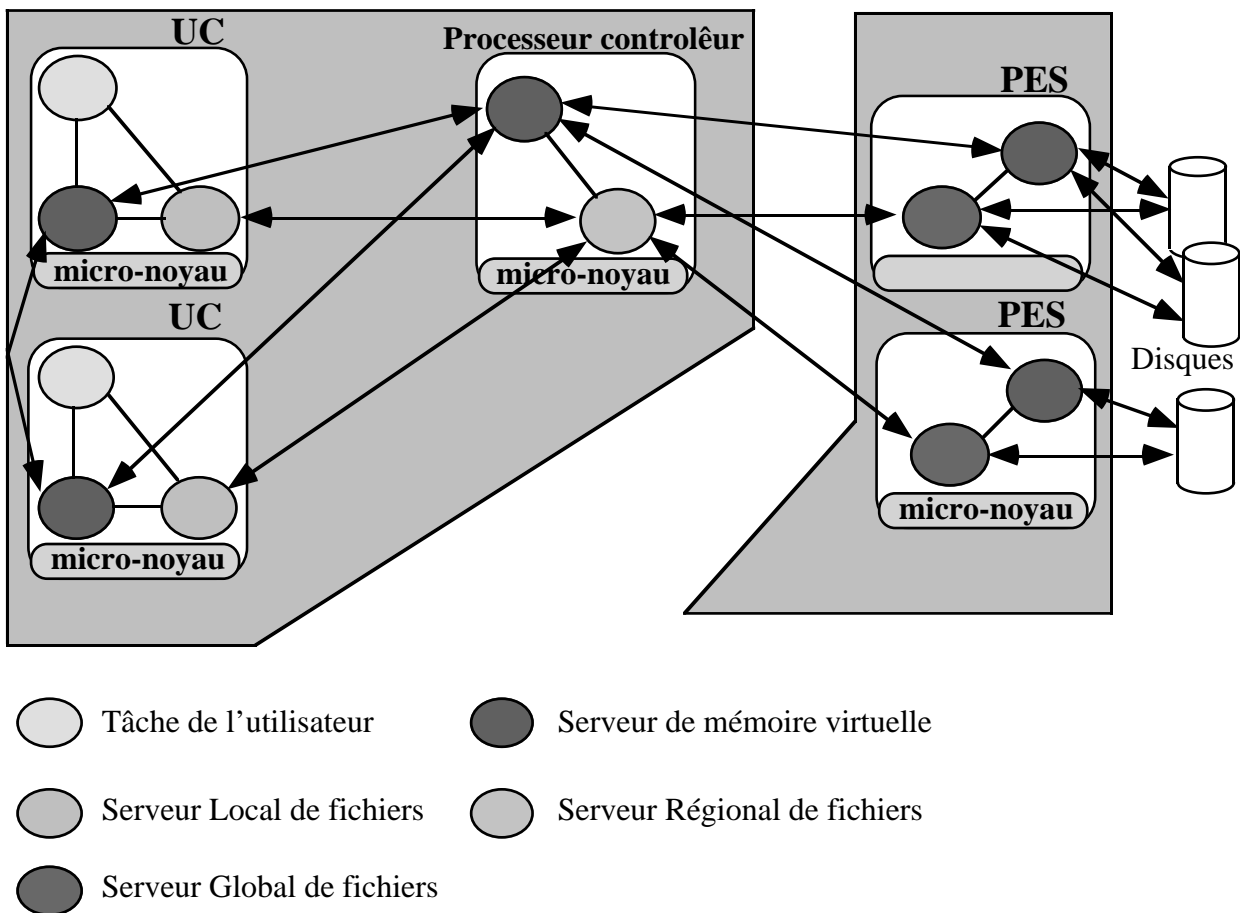 UC
Processeur controlêur
PES
micro-noyau
micro-noyau
UC
PES
Disques
micro-noyau
micro-noyau
Tâche de l’utilisateur
Serveur de mémoire virtuelle
Serveur Local de fichiers
Serveur Régional de fichiers
Serveur Global de fichiers